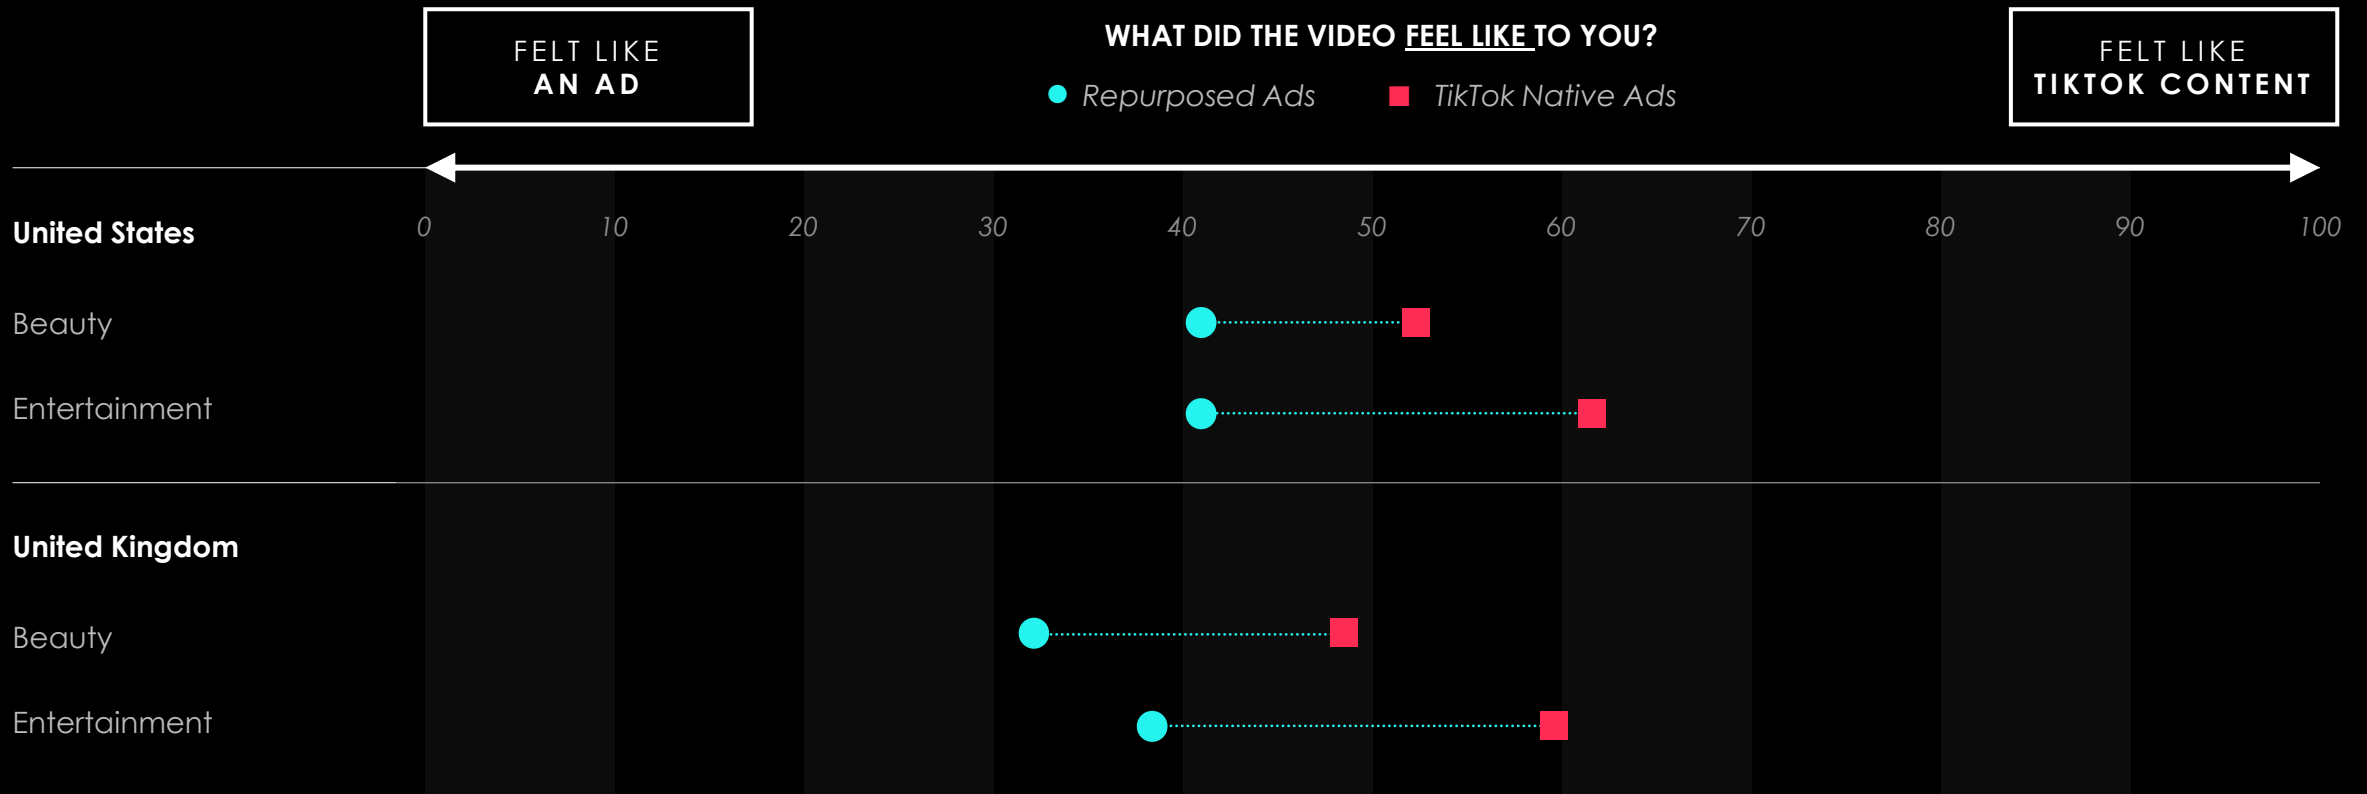 FELT LIKE
AN AD
WHAT DID THE VIDEO FEEL LIKE TO YOU?
Repurposed Ads
TikTok Native Ads
FELT LIKE
TIKTOK CONTENT
United States
0 10 20 30 40 50 60 70 80 90 100
Beauty
Entertainment
United Kingdom
Beauty
Entertainment